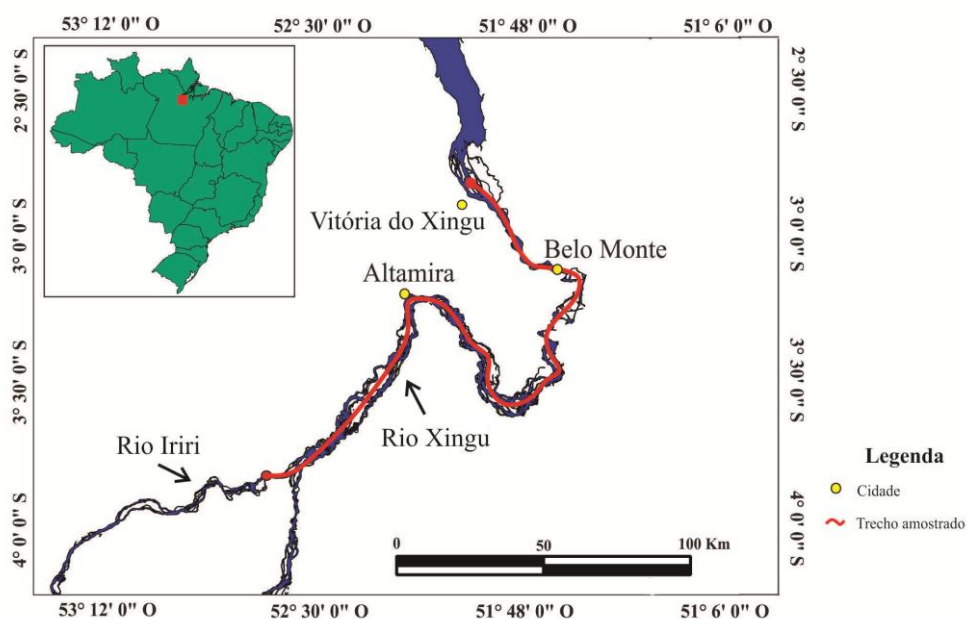 53° 12' 0" O
52° 30' 0" O
51° 48' 0" O
51° 6' 0" O
2° 30' 0" S
2° 30' 0" S
Vitória do Xingu
3° 0' 0" S
3° 0' 0" S
Belo Monte
Altamira
3° 30' 0" S
3° 30' 0" S
Rio Xingu
Rio Iriri
Legenda
Cidade
Trecho amostrado
4° 0' 0" S
4° 0' 0" S
0
50
100 Km
53° 12' 0" O
52° 30' 0" O
51° 48' 0" O
51° 6' 0" O